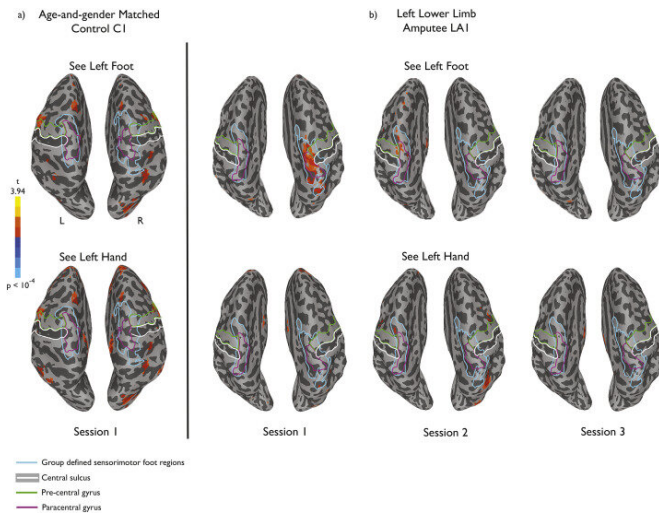 a)
Age-and-gender Matched
Control C1
b)
Left Lower Limb
Amputee LA1
See Left Foot
See Left Foot
t
3.94
L
R
p < 10⁻⁴
See Left Hand
See Left Hand
Session 1
Session 1
Session 2
Session 3
Group defined sensorimotor foot regions
Central sulcus
Pre-central gyrus
Paracentral gyrus